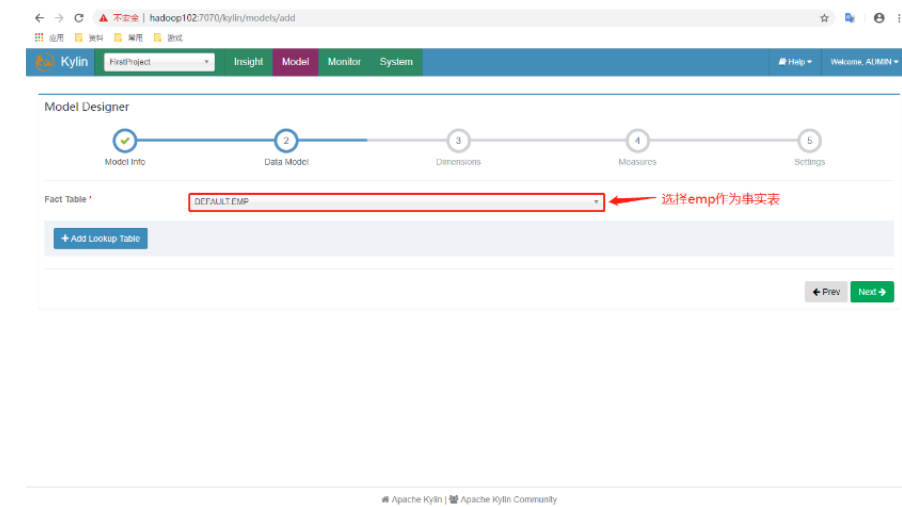 不安全 | hadoop102:7070/kylin/models/add
应用 资料 常用 游戏
Kylin FirstProject Insight Model Monitor System Help Welcome, ADMIN
Model Designer
2 3 4 5
Model Info Data Model Dimensions Measures Settings
Fact Table * DEFAULT.EMP 选择emp作为事实表
+ Add Lookup Table
Prev Next
Apache Kylin | Apache Kylin Community